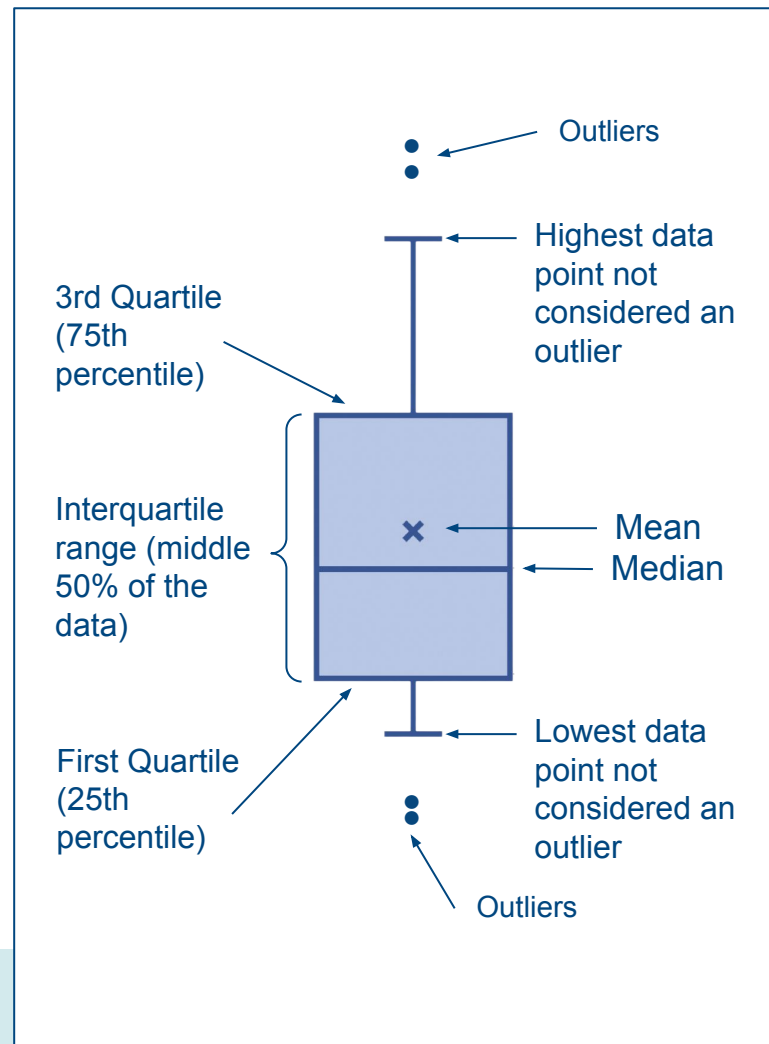 Outliers
Highest data
point not
considered an
outlier
3rd Quartile
(75th
percentile)
Interquartile
range (middle
50% of the
data)
Mean
Median
First Quartile
(25th
percentile)
Lowest data
point not
considered an
outlier
Outliers